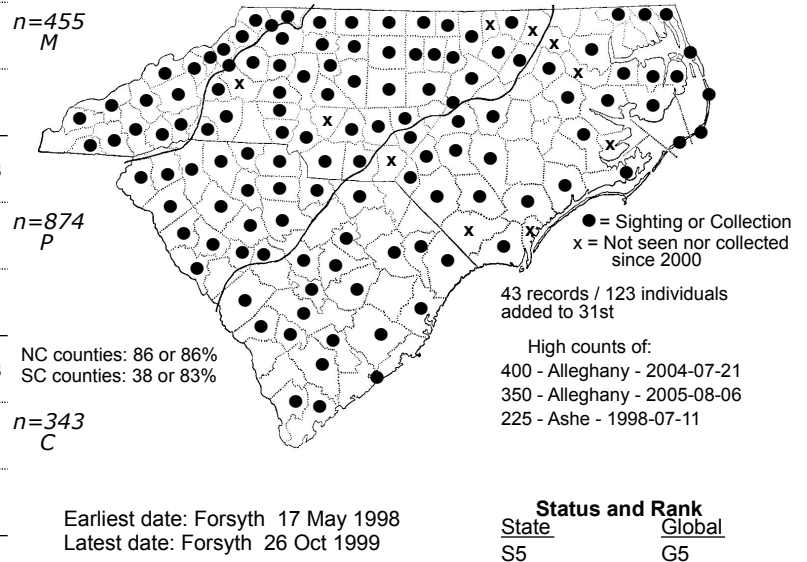 n=455
M
n=874
P
n=343
C
● = Sighting or Collection
x = Not seen nor collected
since 2000
43 records / 123 individuals
added to 31st
NC counties: 86 or 86%
SC counties: 38 or 83%
High counts of:
400 - Alleghany - 2004-07-21
350 - Alleghany - 2005-08-06
225 - Ashe - 1998-07-11
Earliest date: Forsyth 17 May 1998
Latest date: Forsyth 26 Oct 1999
Status and Rank
State Global
S5 G5